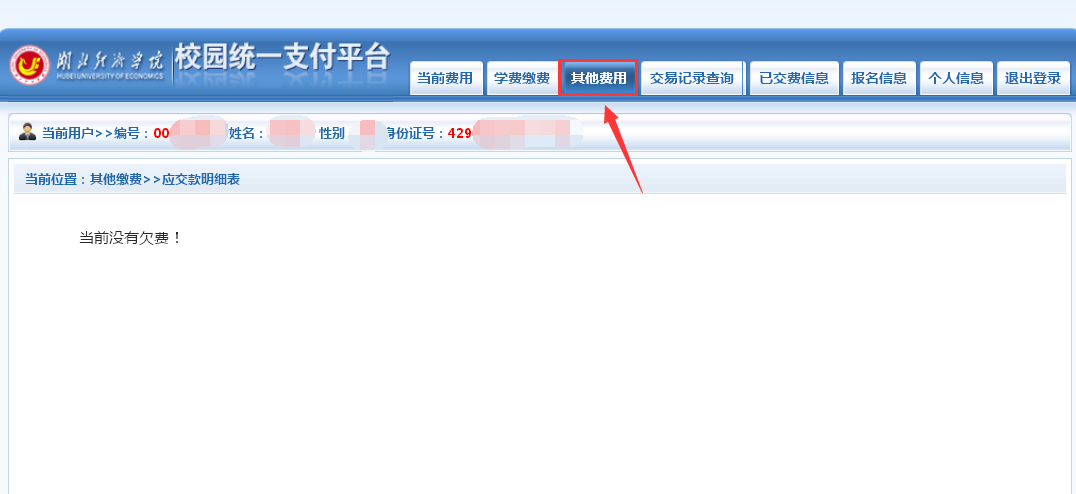 湖北经济学院 校园统一支付平台
HUBEI UNIVERSITY OF ECONOMICS
当前费用 学费缴费 其他费用 交易记录查询 已交费信息 报名信息 个人信息 退出登录
当前用户>>编号：00 姓名： 性别 身份证号：429
当前位置：其他缴费>>应交款明细表
当前没有欠费！